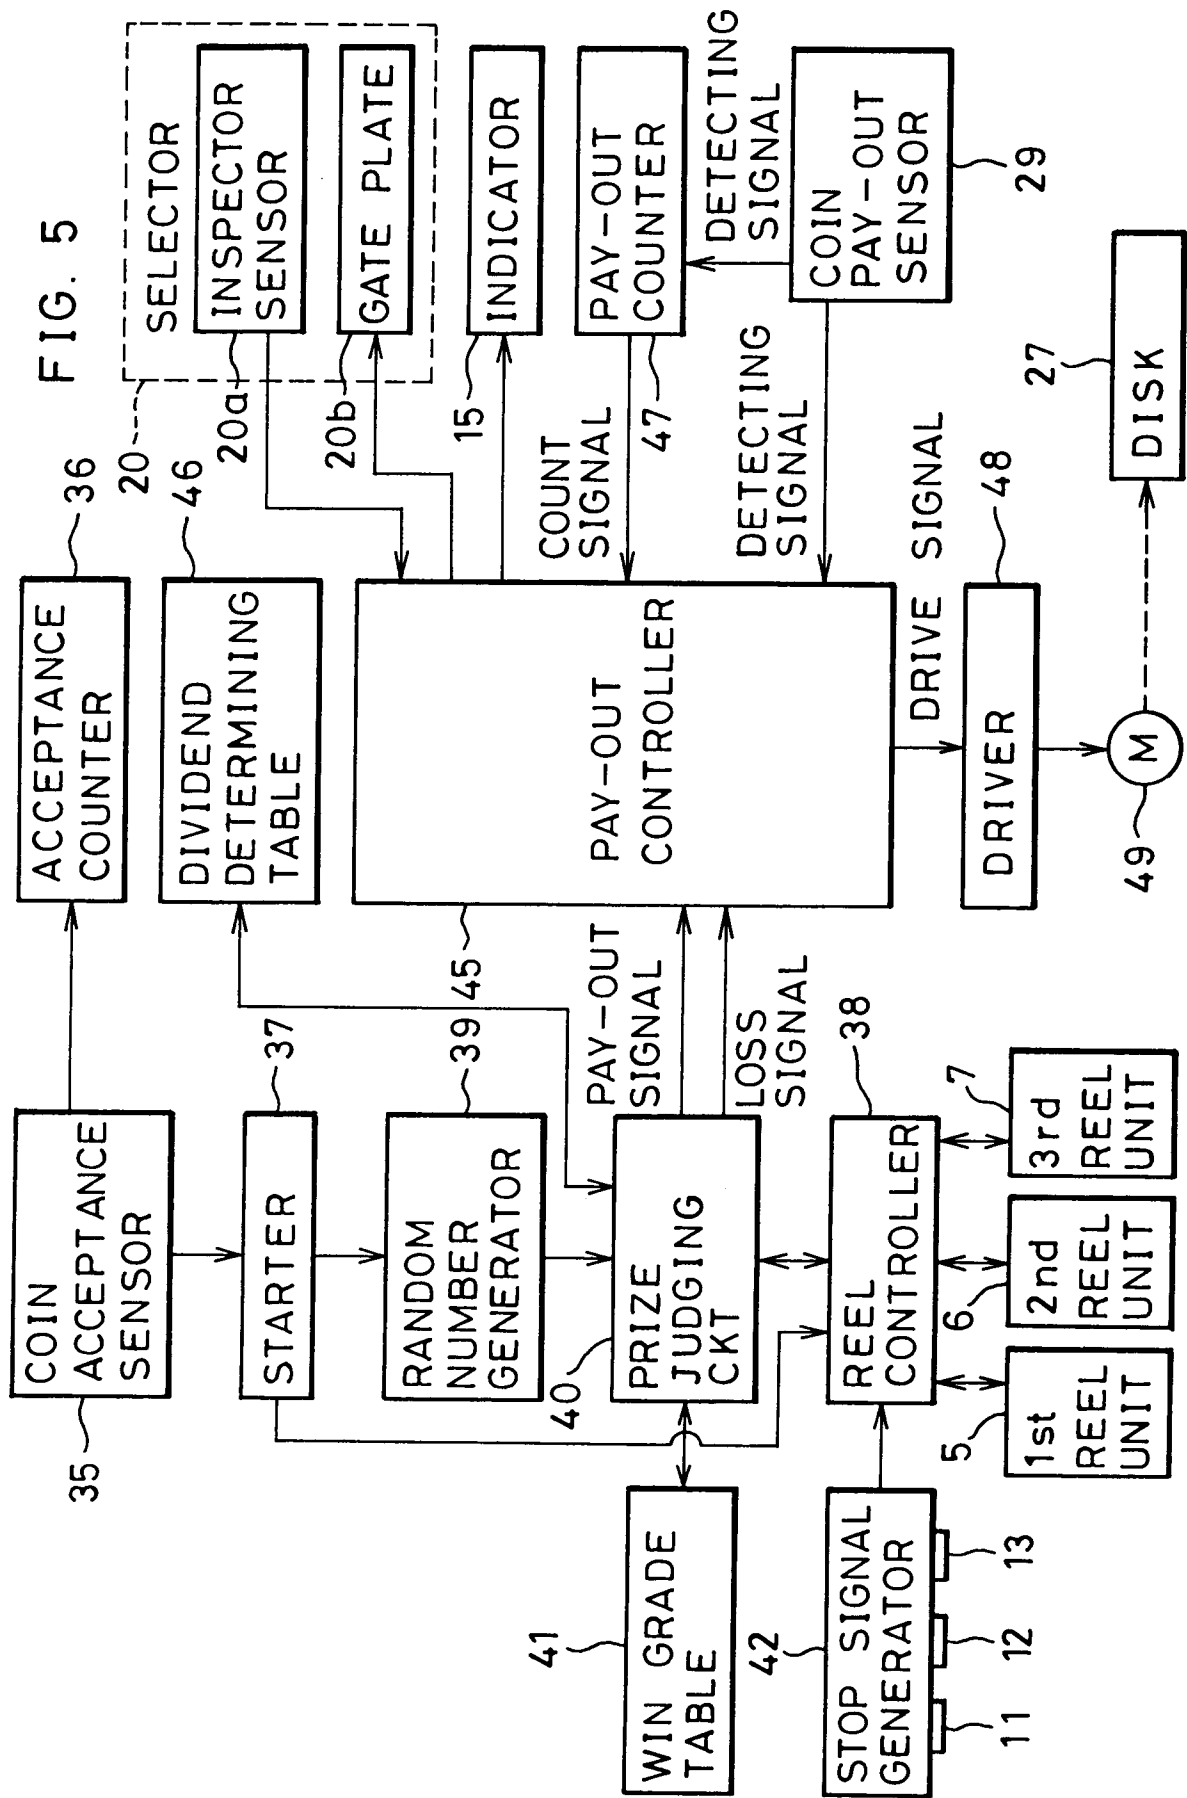 FIG. 5
COIN
ACCEPTANCE
SENSOR
35
ACCEPTANCE
COUNTER
36
STARTER
37
DIVIDEND
DETERMINING
TABLE
46
20
SELECTOR
INSPECTOR
SENSOR
20a
GATE PLATE
20b
RANDOM
NUMBER
GENERATOR
39
INDICATOR
15
PAY-OUT
CONTROLLER
45
COUNT
SIGNAL
PAY-OUT
COUNTER
47
41
WIN GRADE
TABLE
40
PRIZE
JUDGING
CKT
PAY-OUT
SIGNAL
LOSS
SIGNAL
DETECTING
SIGNAL
DETECTING
SIGNAL
COIN
PAY-OUT
SENSOR
29
42
STOP SIGNAL
GENERATOR
11
12
13
REEL
CONTROLLER
38
5
1st
REEL
UNIT
6
2nd
REEL
UNIT
7
3rd
REEL
UNIT
DRIVE SIGNAL
DRIVER
48
49
M
DISK
27